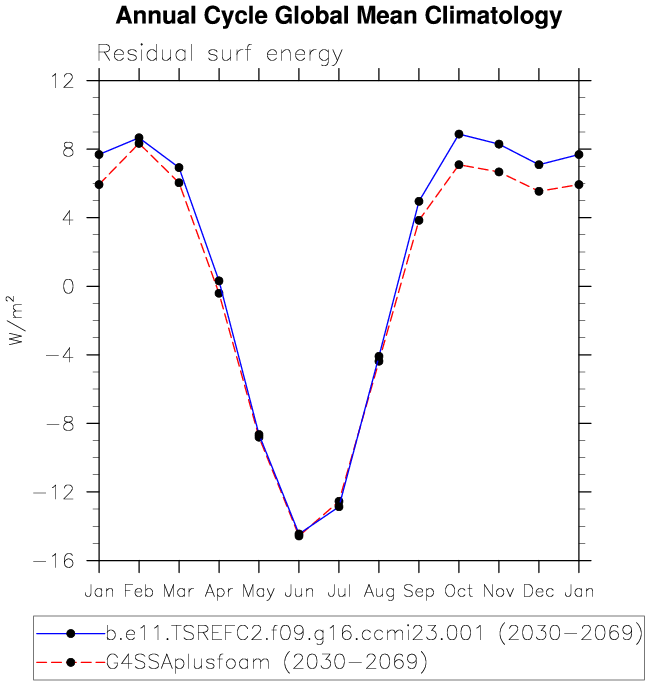 Annual Cycle Global Mean Climatology
Residual surf energy
12
8
4
0
−4
−8
−12
−16
W/m²
Jan Feb Mar Apr May Jun Jul Aug Sep Oct Nov Dec Jan
b.e11.TSREFC2.f09.g16.ccmi23.001 (2030−2069)
G4SSAplusfoam (2030−2069)